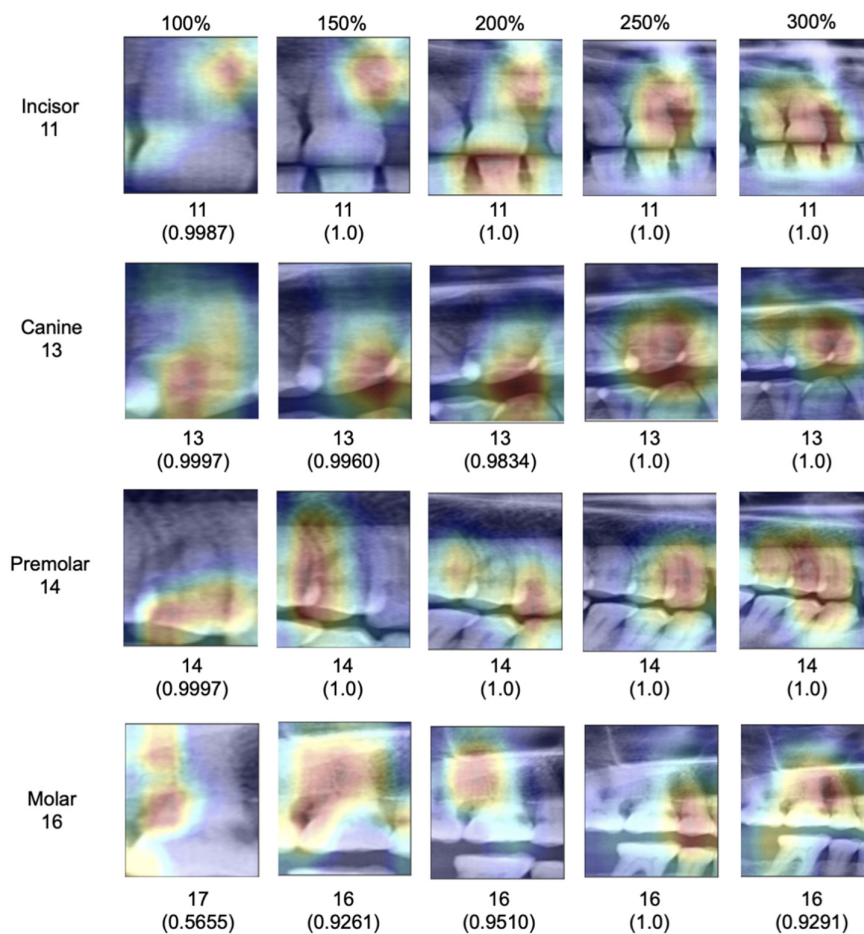 100% 150% 200% 250% 300%
Incisor
11
11 11 11 11 11
(0.9987) (1.0) (1.0) (1.0) (1.0)
Canine
13
13 13 13 13 13
(0.9997) (0.9960) (0.9834) (1.0) (1.0)
Premolar
14
14 14 14 14 14
(0.9997) (1.0) (1.0) (1.0) (1.0)
Molar
16
17 16 16 16 16
(0.5655) (0.9261) (0.9510) (1.0) (0.9291)